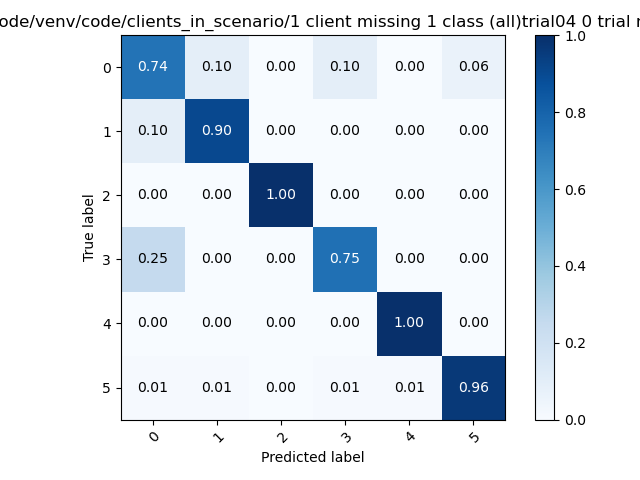 ode/venv/code/clients_in_scenario/1 client missing 1 class (all)trial04 0 trial
0 0.74 0.10 0.00 0.10 0.00 0.06
1 0.10 0.90 0.00 0.00 0.00 0.00
2 0.00 0.00 1.00 0.00 0.00 0.00
3 0.25 0.00 0.00 0.75 0.00 0.00
4 0.00 0.00 0.00 0.00 1.00 0.00
5 0.01 0.01 0.00 0.01 0.01 0.96
0 1 2 3 4 5
True label
Predicted label
1.0
0.8
0.6
0.4
0.2
0.0